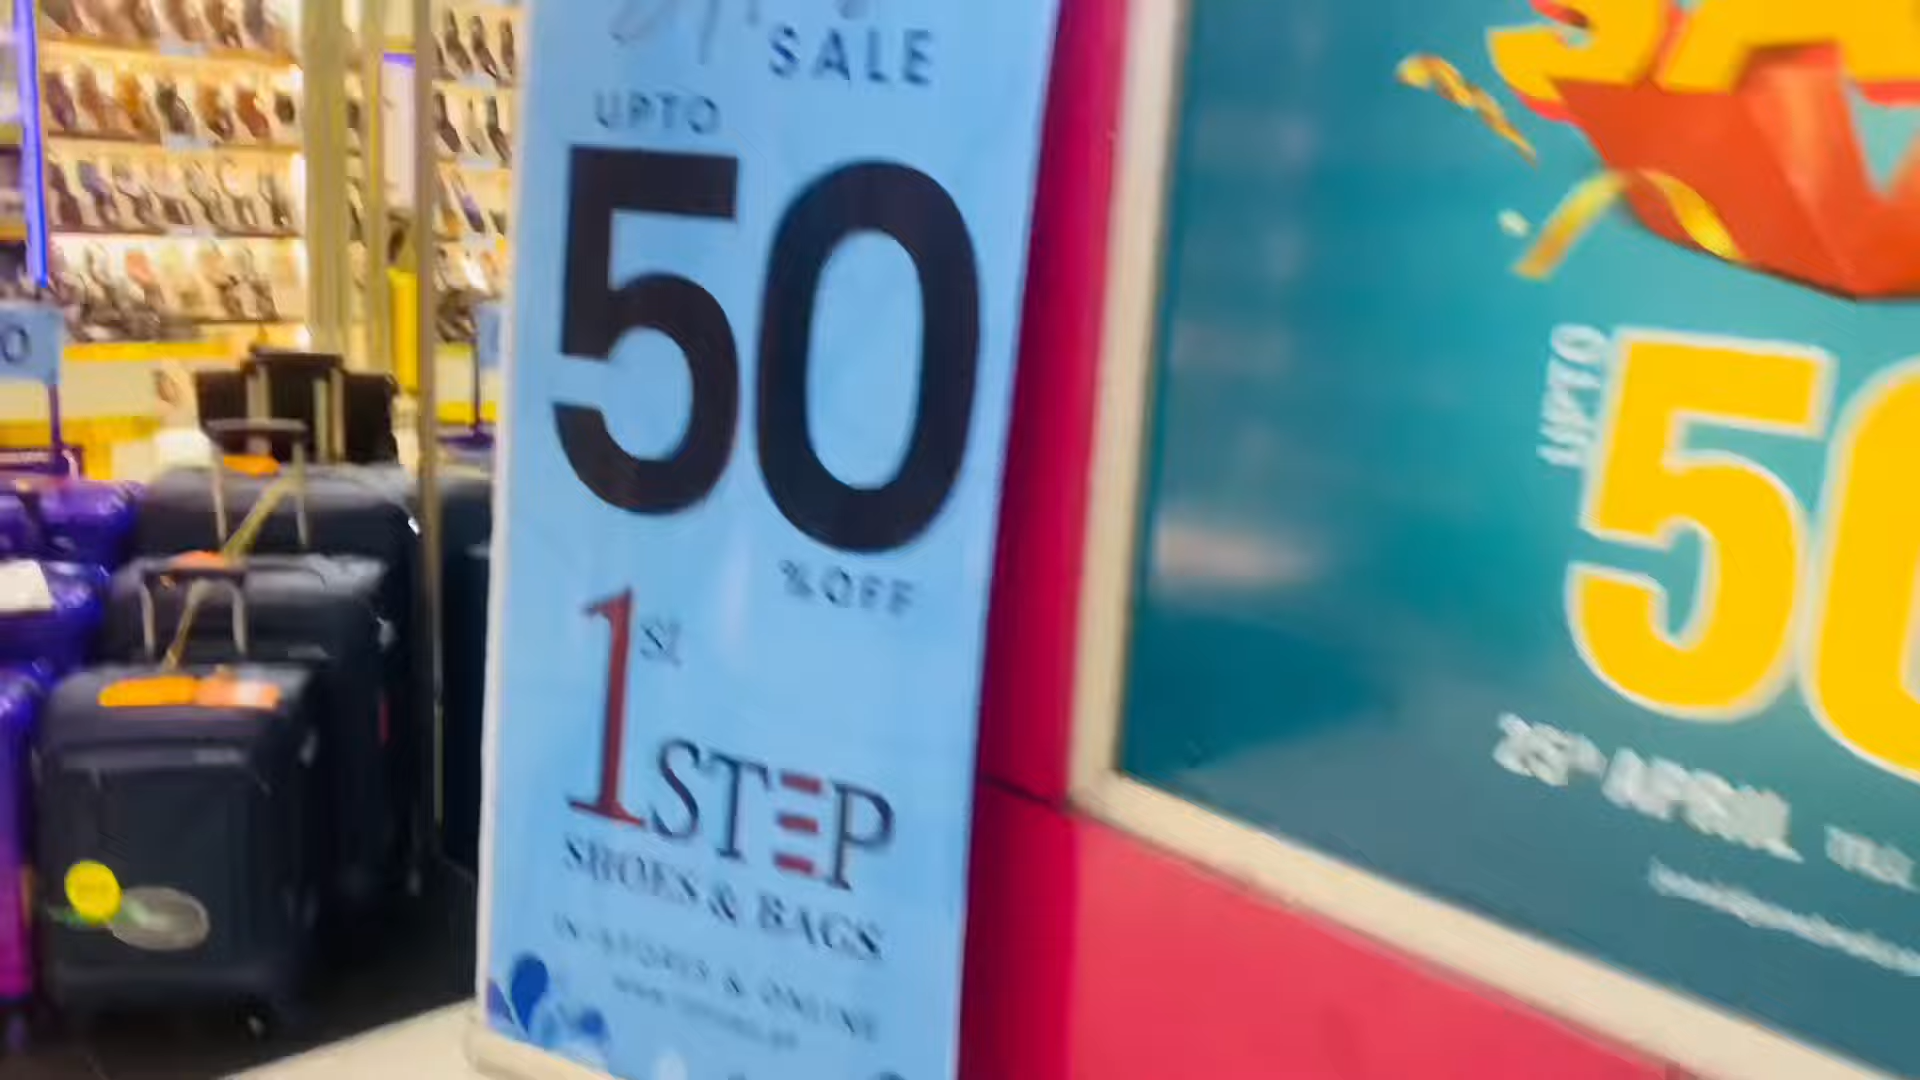 SALE
UPTO
50
%OFF
1st
1STEP
SHOES & BAGS
IN-STORES & ONLINE
UPTO
50
25th APRIL